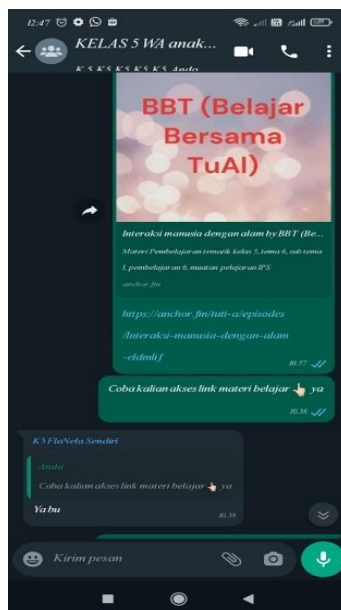 12:47
KELAS 5 WA anak...
K 5 K5 K5 K5 K5 Anda
BBT (Belajar
Bersama
TuAl)
Interaksi manusia dengan alam by BBT (Be...
Materi Pembelajaran tematik kelas 5, tema 6, sub tema
1, pembelajaran 6, muatan pelajaran IPS
anchor.fm
https://anchor.fm/tuti-a/episodes
/Interaksi-manusia-dengan-alam
10.37
Coba kalian akses link materi belajar 👆🏻 ya
10.38
K5 FlaNela Sendiri
Anda
Coba kalian akses link materi belajar 👆🏻 ya
Ya bu
10.39
Kirim pesan